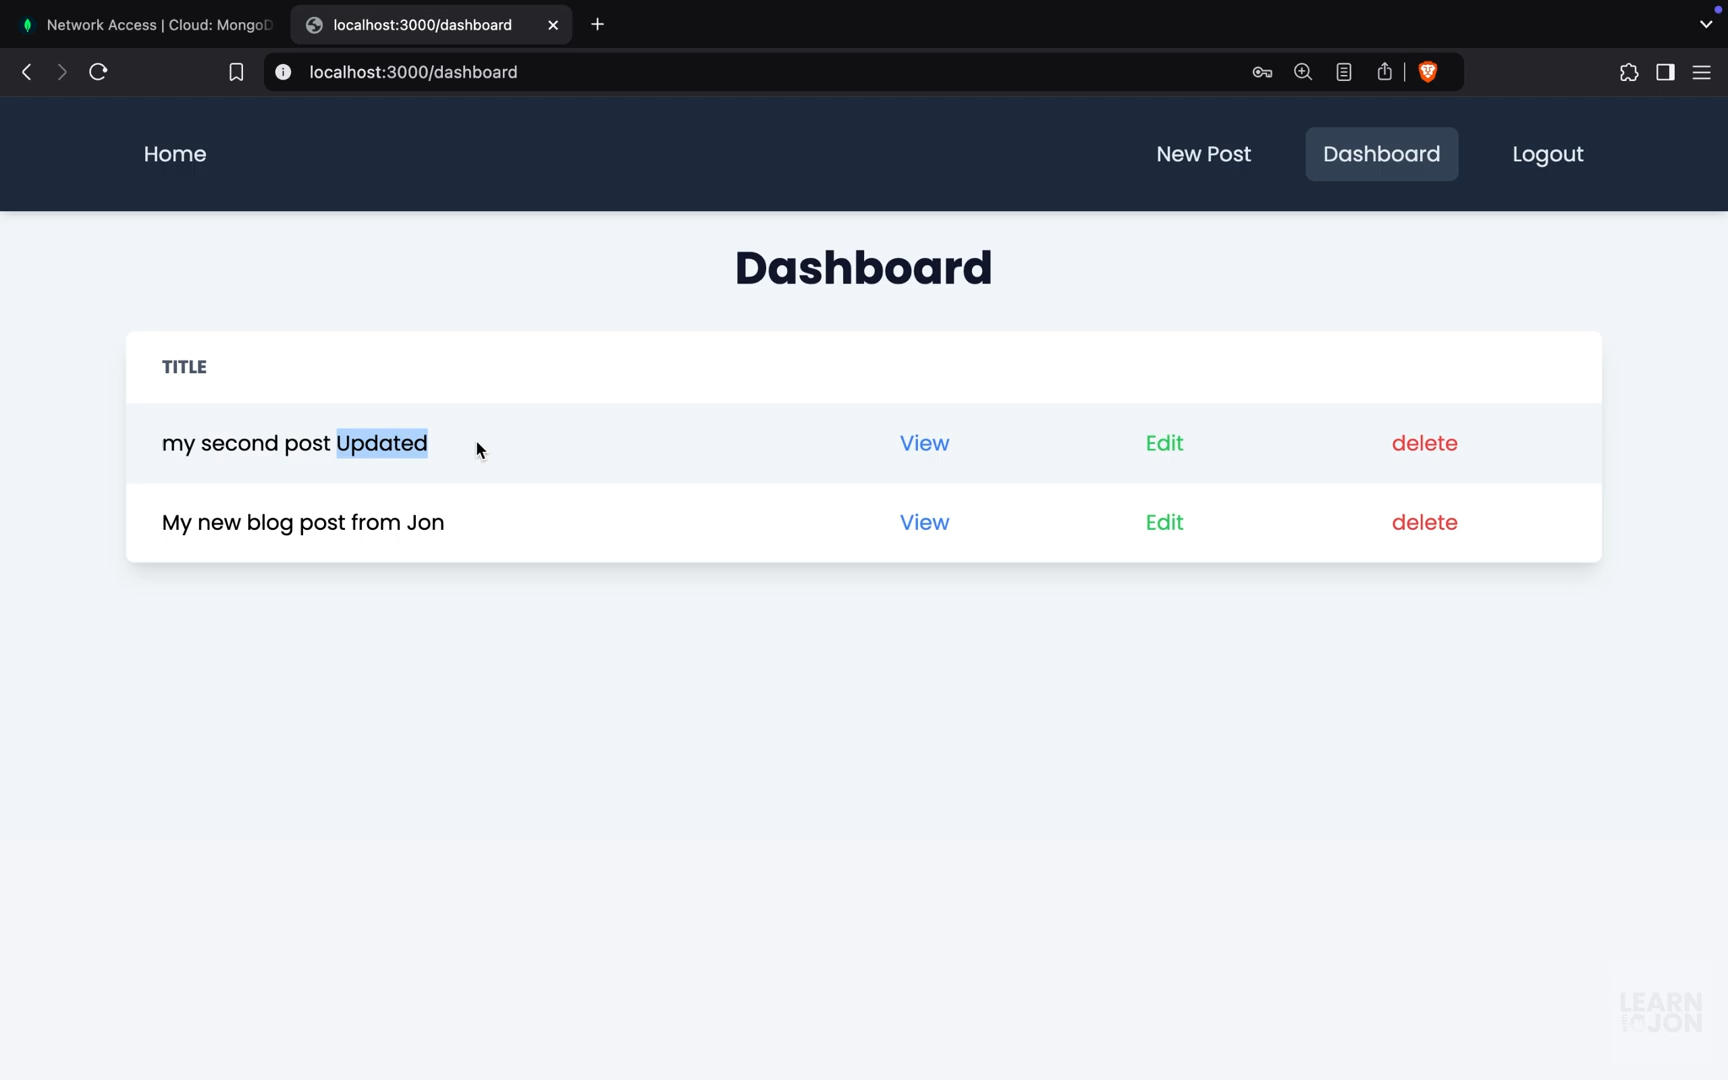 Network Access | Cloud: MongoD
localhost:3000/dashboard
localhost:3000/dashboard
Home
New Post
Dashboard
Logout
Dashboard
TITLE
my second post Updated View Edit delete
My new blog post from Jon View Edit delete
LEARN
JON